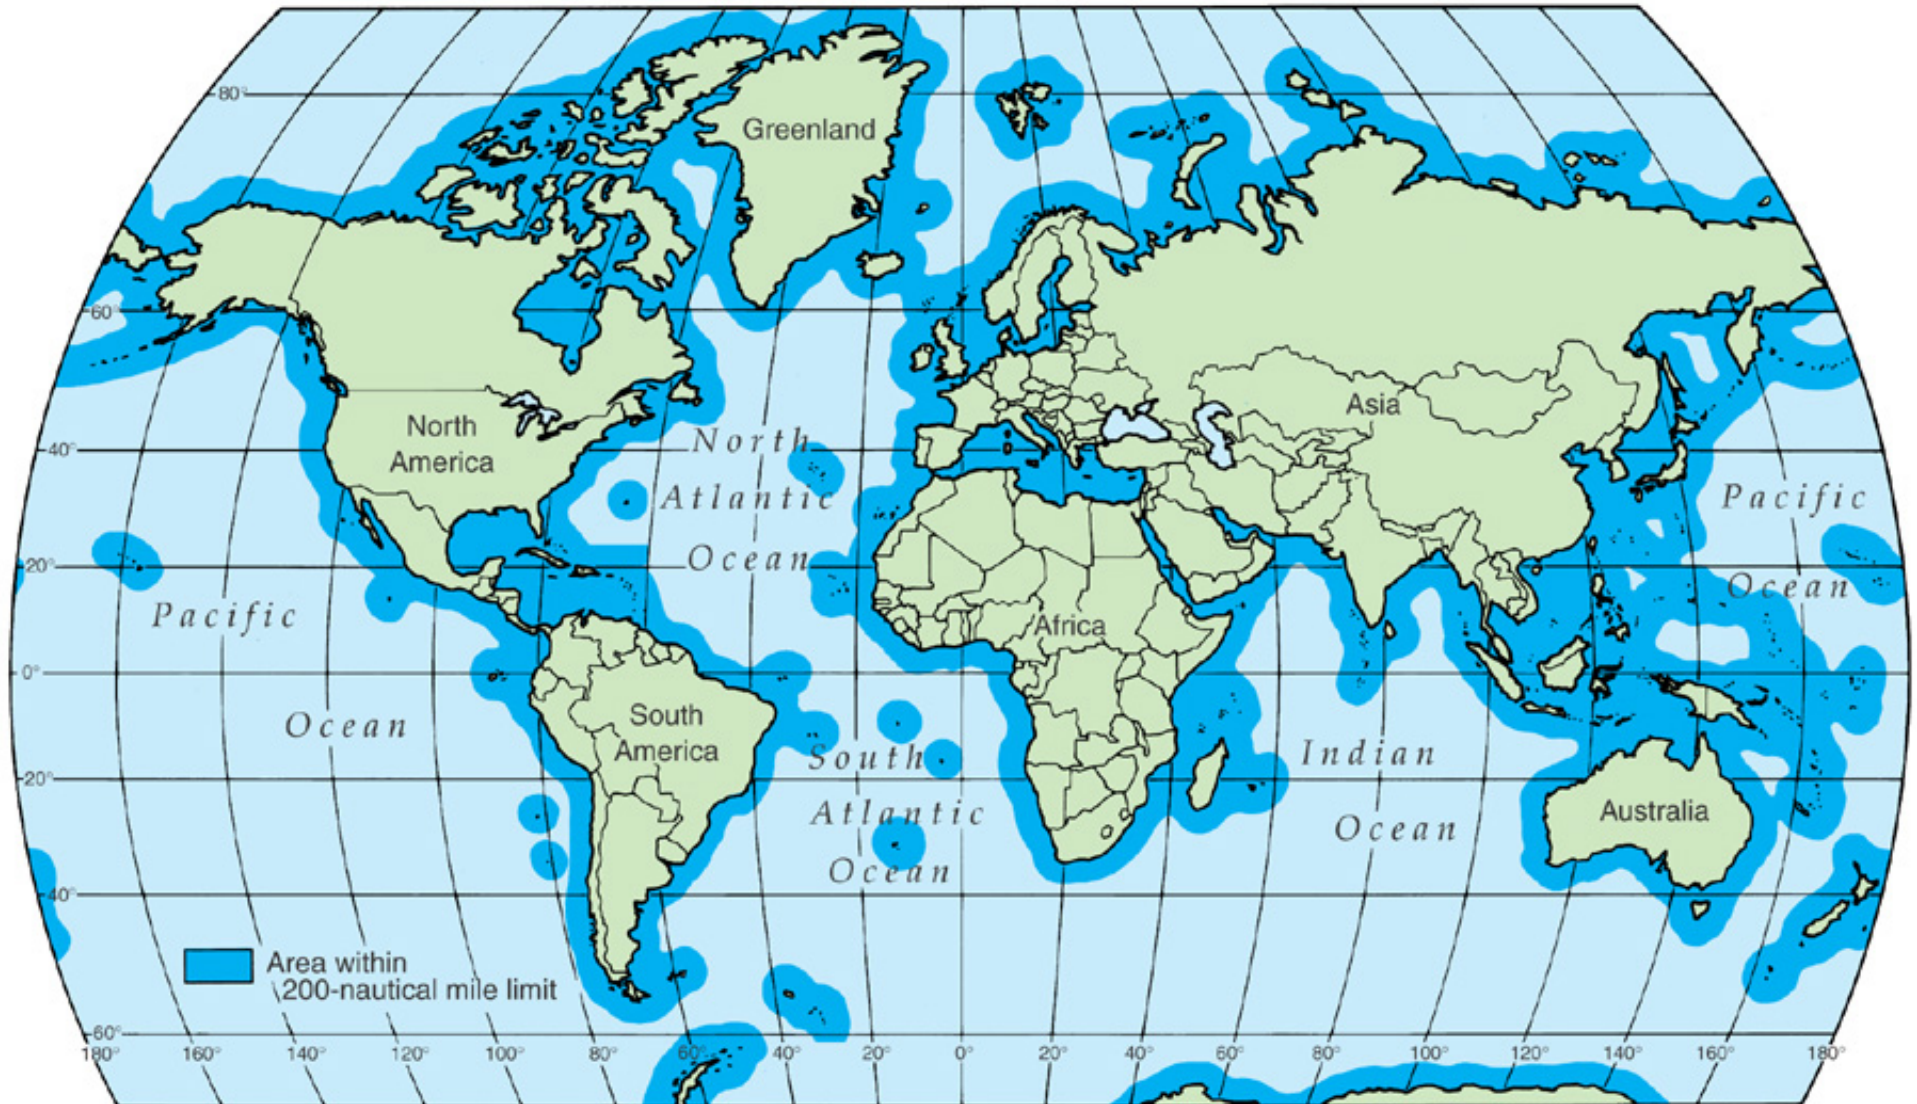 80°
Greenland
60°
Asia
North
America
North
40°
Atlantic
Pacific
Ocean
20°
Ocean
Pacific
Africa
0°
South
America
Ocean
South
Indian
20°
Atlantic
Australia
Ocean
Ocean
40°
Area within
200-nautical mile limit
60°
180° 160° 140° 120° 100° 80° 60° 40° 20° 0° 20° 40° 60° 80° 100° 120° 140° 160° 180°